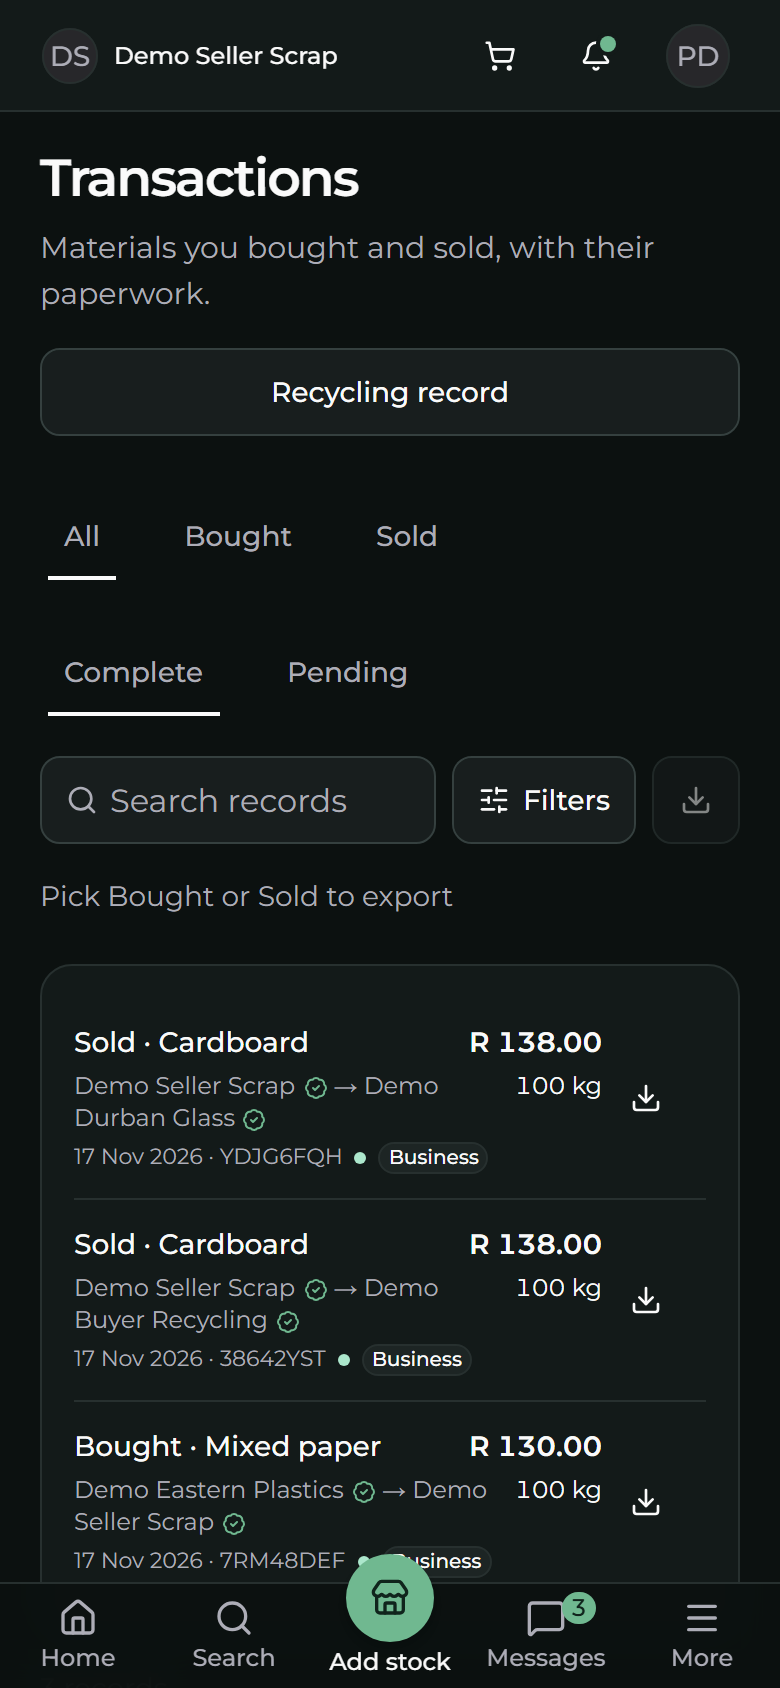 DS Demo Seller Scrap PD
Transactions
Materials you bought and sold, with their
paperwork.
Recycling record
All Bought Sold
Complete Pending
Search records Filters
Pick Bought or Sold to export
Sold · Cardboard R 138.00
Demo Seller Scrap → Demo 100 kg
Durban Glass
17 Nov 2026 · YDJG6FQH Business
Sold · Cardboard R 138.00
Demo Seller Scrap → Demo 100 kg
Buyer Recycling
17 Nov 2026 · 38642YST Business
Bought · Mixed paper R 130.00
Demo Eastern Plastics → Demo 100 kg
Seller Scrap
17 Nov 2026 · 7RM48DEF Business
3
Home Search Add stock Messages More